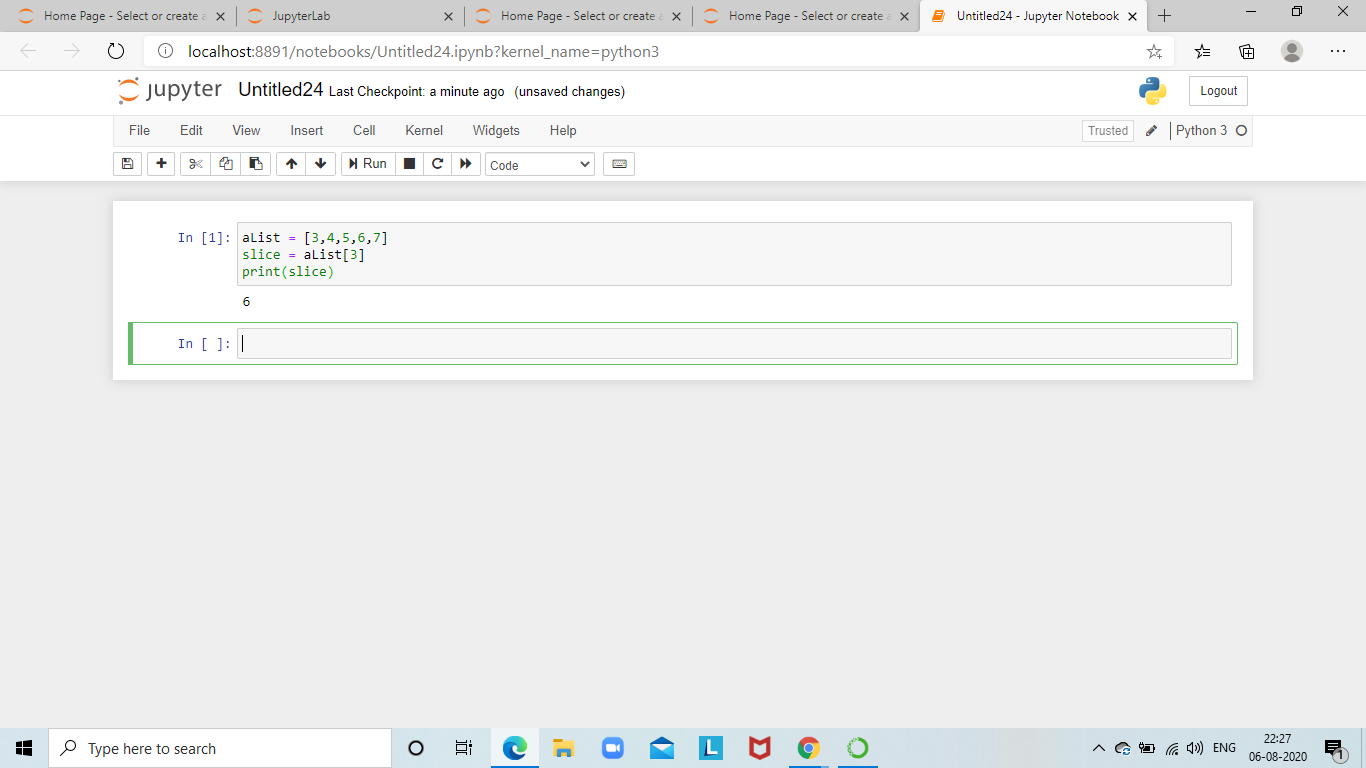 Home Page - Select or create a
JupyterLab
Home Page - Select or create a
Home Page - Select or create a
Untitled24 - Jupyter Notebook
localhost:8891/notebooks/Untitled24.ipynb?kernel_name=python3
jupyter Untitled24 Last Checkpoint: a minute ago (unsaved changes)
Logout
File Edit View Insert Cell Kernel Widgets Help
Trusted Python 3
Run Code
In [1]: aList = [3,4,5,6,7]
slice = aList[3]
print(slice)
6
In [ ]:
Type here to search
L
ENG
22:27
06-08-2020
1